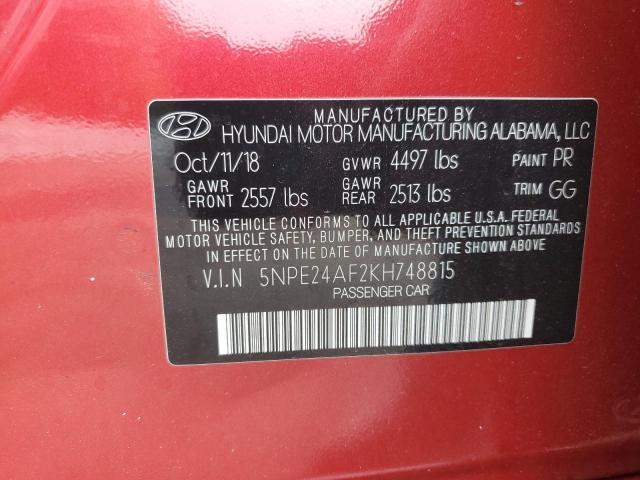 MANUFACTURED BY
HYUNDAI MOTOR MANUFACTURING ALABAMA, LLC
Oct/11/18 GVWR 4497 lbs PAINT PR
GAWR FRONT 2557 lbs GAWR REAR 2513 lbs TRIM GG
THIS VEHICLE CONFORMS TO ALL APPLICABLE U.S.A. FEDERAL
MOTOR VEHICLE SAFETY, BUMPER, AND THEFT PREVENTION
STANDARDS IN EFFECT ON THE DATE OF MANUFACTURE SHOWN ABOVE.
V.I.N 5NPE24AF2KH748815
PASSENGER CAR